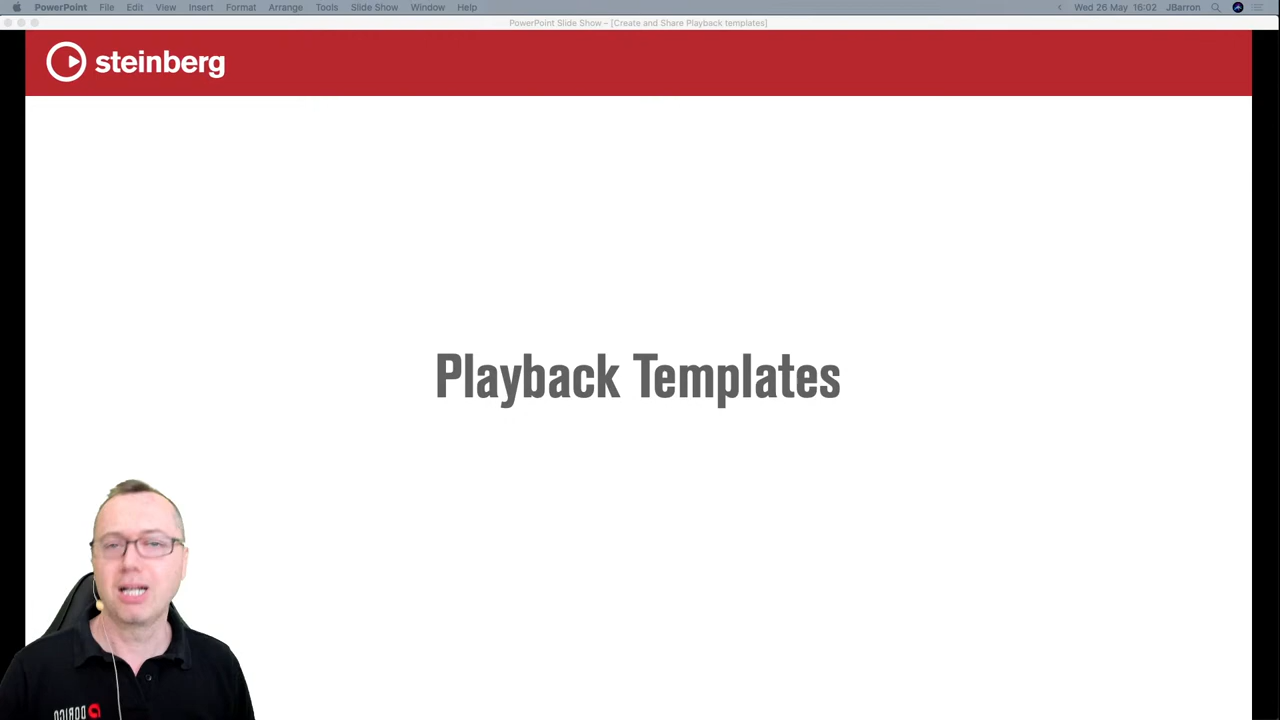 PowerPoint File Edit View Insert Format Arrange Tools Slide Show Window Help Wed 26 May 16:02 JBarron
PowerPoint Slide Show – [Create and Share Playback templates]
steinberg
Playback Templates
DORICO